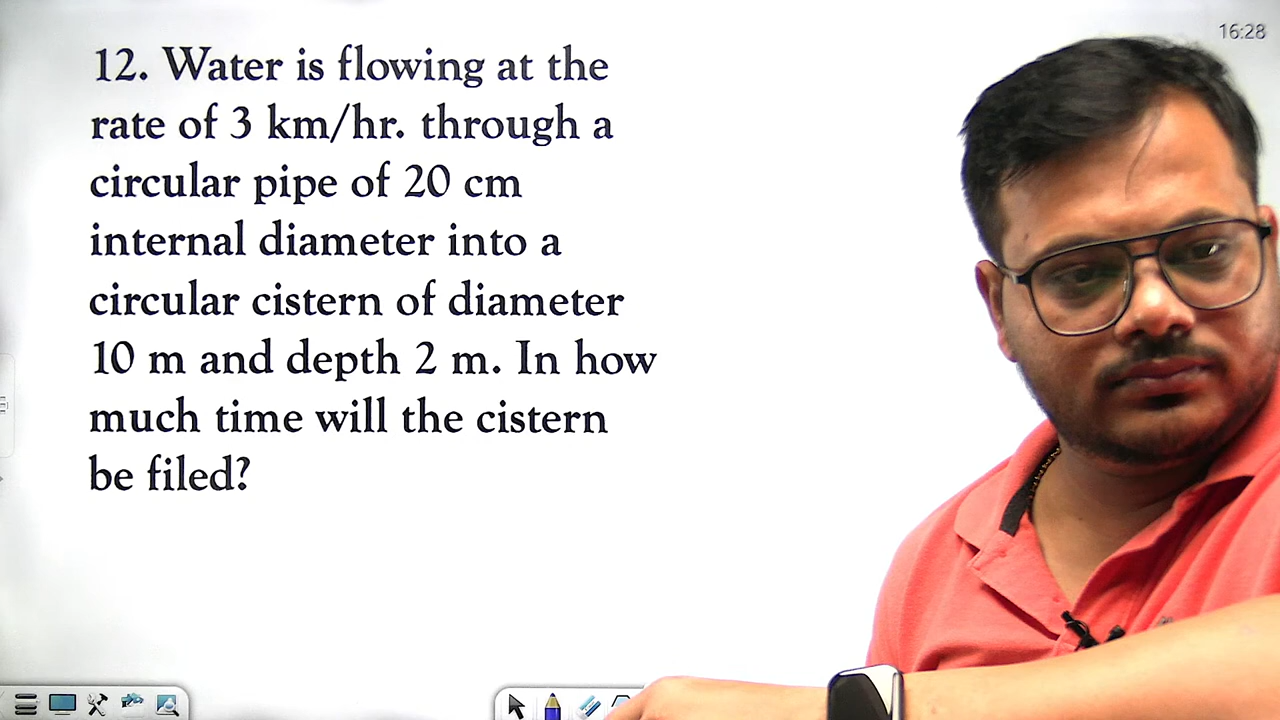 16:28
12. Water is flowing at the
rate of 3 km/hr. through a
circular pipe of 20 cm
internal diameter into a
circular cistern of diameter
10 m and depth 2 m. In how
much time will the cistern
be filed?